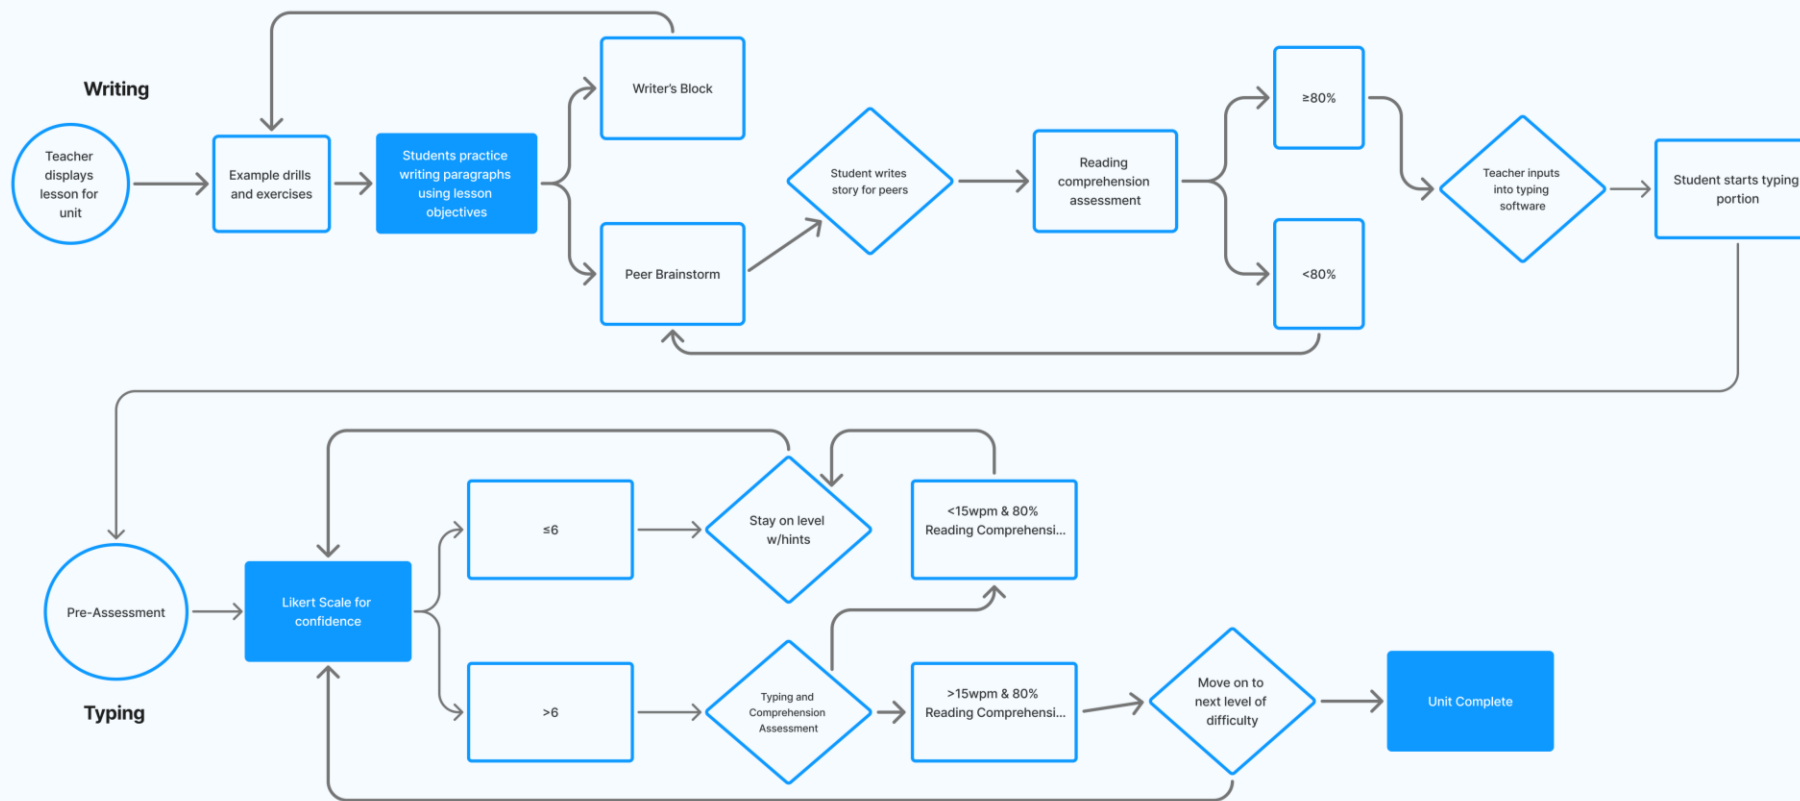 Writing
Teacher
displays
lesson for
unit
Example drills
and exercises
Students practice
writing paragraphs
using lesson
objectives
Writer's Block
Peer Brainstorm
Student writes
story for peers
Reading
comprehension
assessment
≥80%
<80%
Teacher inputs
into typing
software
Student starts typing
portion
Pre-Assessment
Typing
Likert Scale for
confidence
≤6
>6
Stay on level
w/hints
Typing and
Comprehension
Assessment
<15wpm & 80%
Reading Comprehensi...
>15wpm & 80%
Reading Comprehensi...
Move on to
next level of
difficulty
Unit Complete